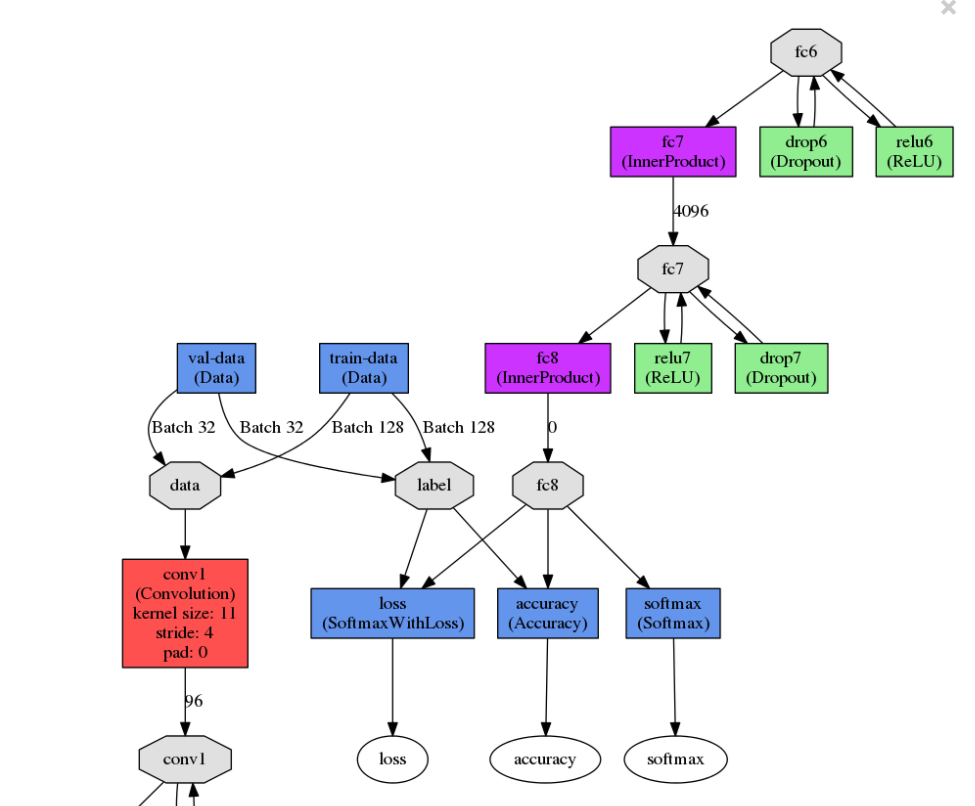 fc6
fc7
(InnerProduct)
drop6
(Dropout)
relu6
(ReLU)
4096
fc7
val-data
(Data)
train-data
(Data)
fc8
(InnerProduct)
relu7
(ReLU)
drop7
(Dropout)
Batch 32
Batch 32
Batch 128
Batch 128
0
data
label
fc8
conv1
(Convolution)
kernel size: 11
stride: 4
pad: 0
loss
(SoftmaxWithLoss)
accuracy
(Accuracy)
softmax
(Softmax)
96
conv1
loss
accuracy
softmax